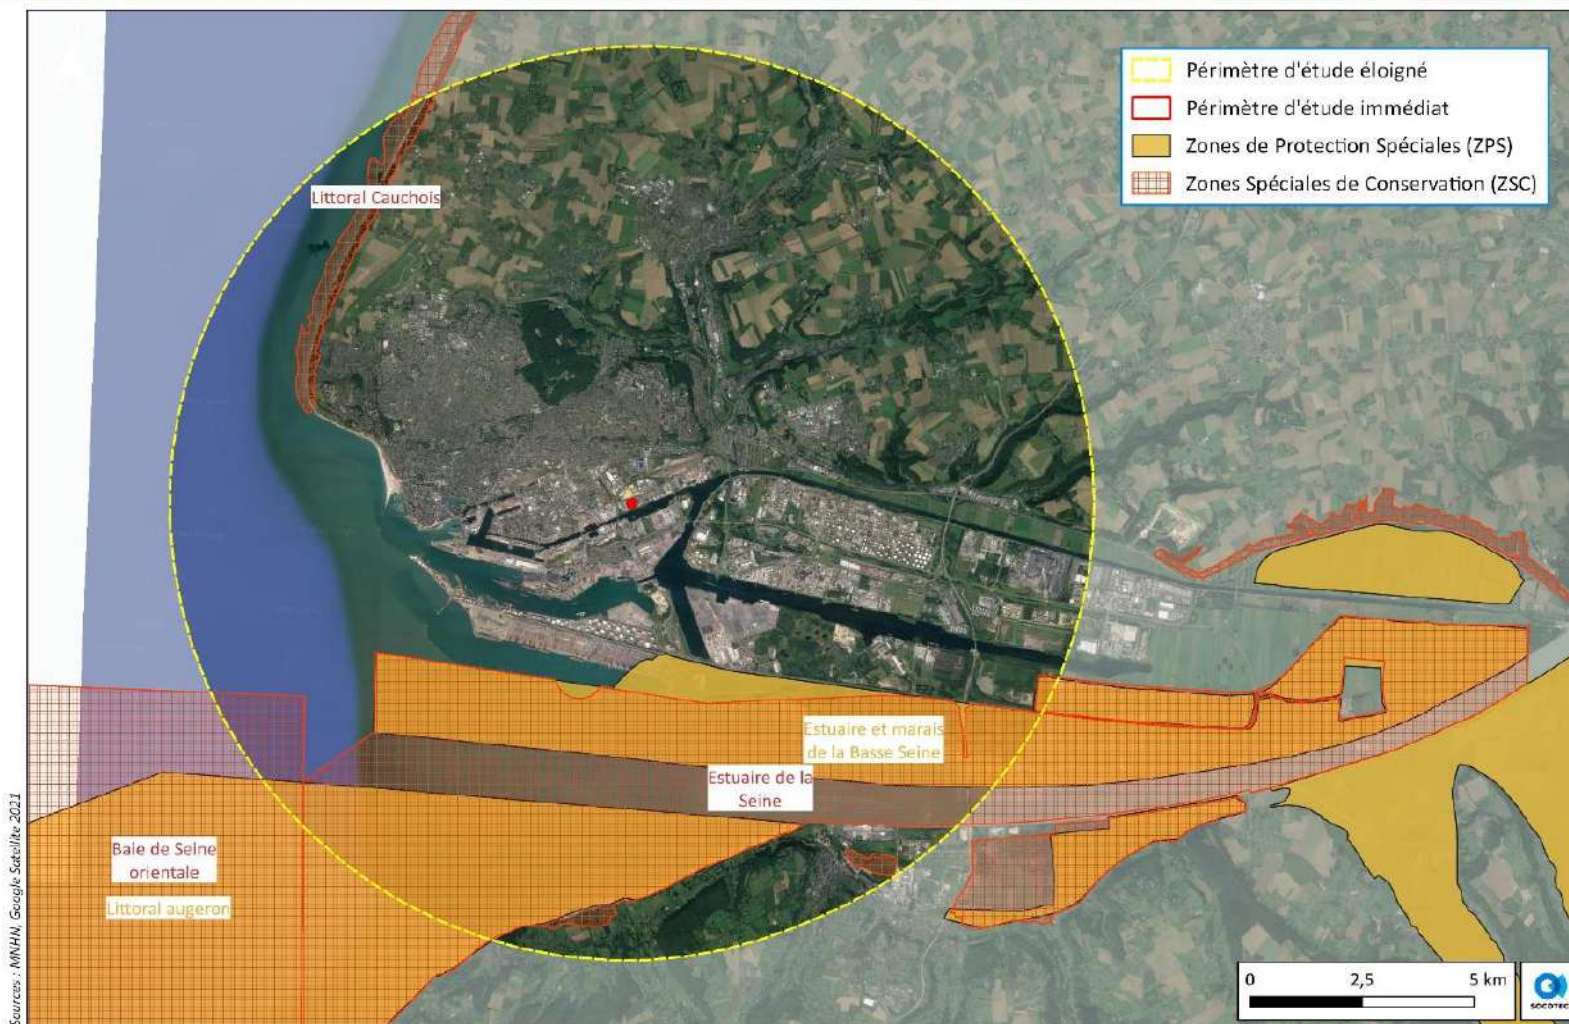 Périmètre d'étude éloigné
Périmètre d'étude immédiat
Zones de Protection Spéciales (ZPS)
Zones Spéciales de Conservation (ZSC)
Littoral Cauchois
Estuaire et marais
de la Basse Seine
Estuaire de la
Seine
Baie de Seine
orientale
Littoral augeron
Sources : MNHN, Google Satellite 2021
0 2,5 5 km
SOCOTEC